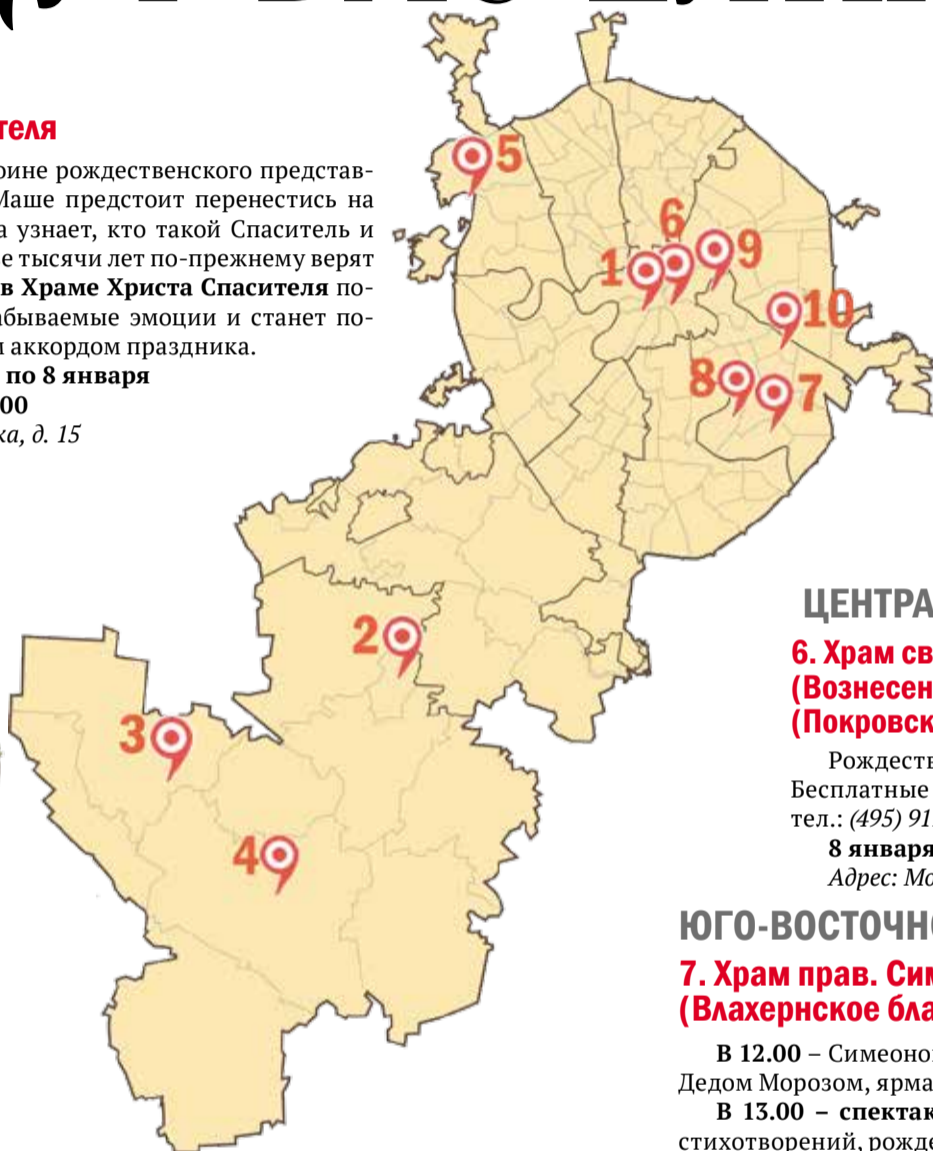 теля
рине рождественского представ-
Маше предстоит перенестись на
а узнает, кто такой Спаситель и
е тысячи лет по-прежнему верят
в Храме Христа Спасителя по-
бываемые эмоции и станет по-
м аккордом праздника.
по 8 января
00
ка, д. 15
5
6
1
9
10
8
7
2
3
4
ЦЕНТРА
6. Храм св
(Вознесен
(Покровск
Рождеств
Бесплатные
тел.: (495) 91
8 января
Адрес: Мо
ЮГО-ВОСТОЧН
7. Храм прав. Сим
(Влахернское бла
В 12.00 – Симеоно
Дедом Морозом, ярма
В 13.00 – спектак
стихотворений, рожде